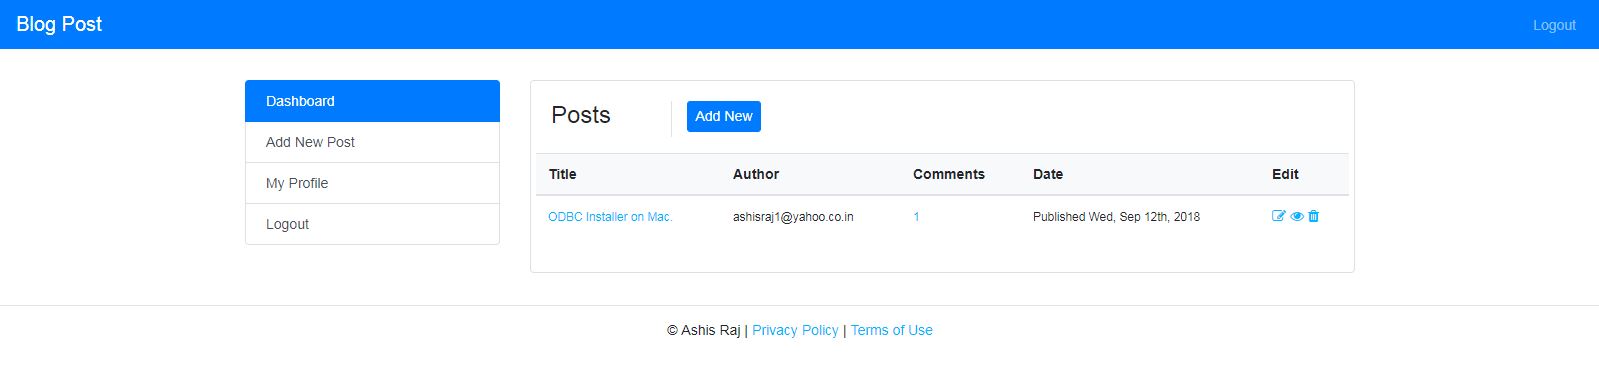 Blog Post Logout
Dashboard
Add New Post
My Profile
Logout
Posts Add New
Title Author Comments Date Edit
ODBC Installer on Mac. ashisraj1@yahoo.co.in 1 Published Wed, Sep 12th, 2018
© Ashis Raj | Privacy Policy | Terms of Use